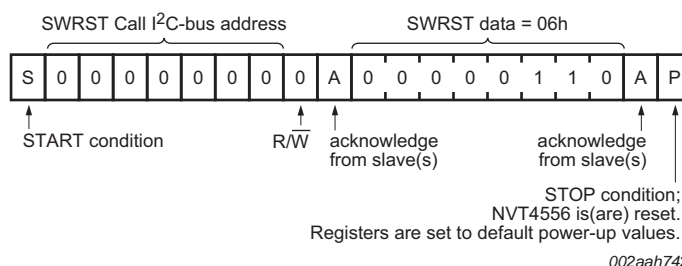 SWRST Call I²C-bus address SWRST data = 06h
S 0 0 0 0 0 0 0 0 A 0 0 0 0 0 1 1 0 A P
START condition R/W̅ acknowledge from slave(s) acknowledge from slave(s)
STOP condition;
NVT4556 is(are) reset.
Registers are set to default power-up values.
002aah742